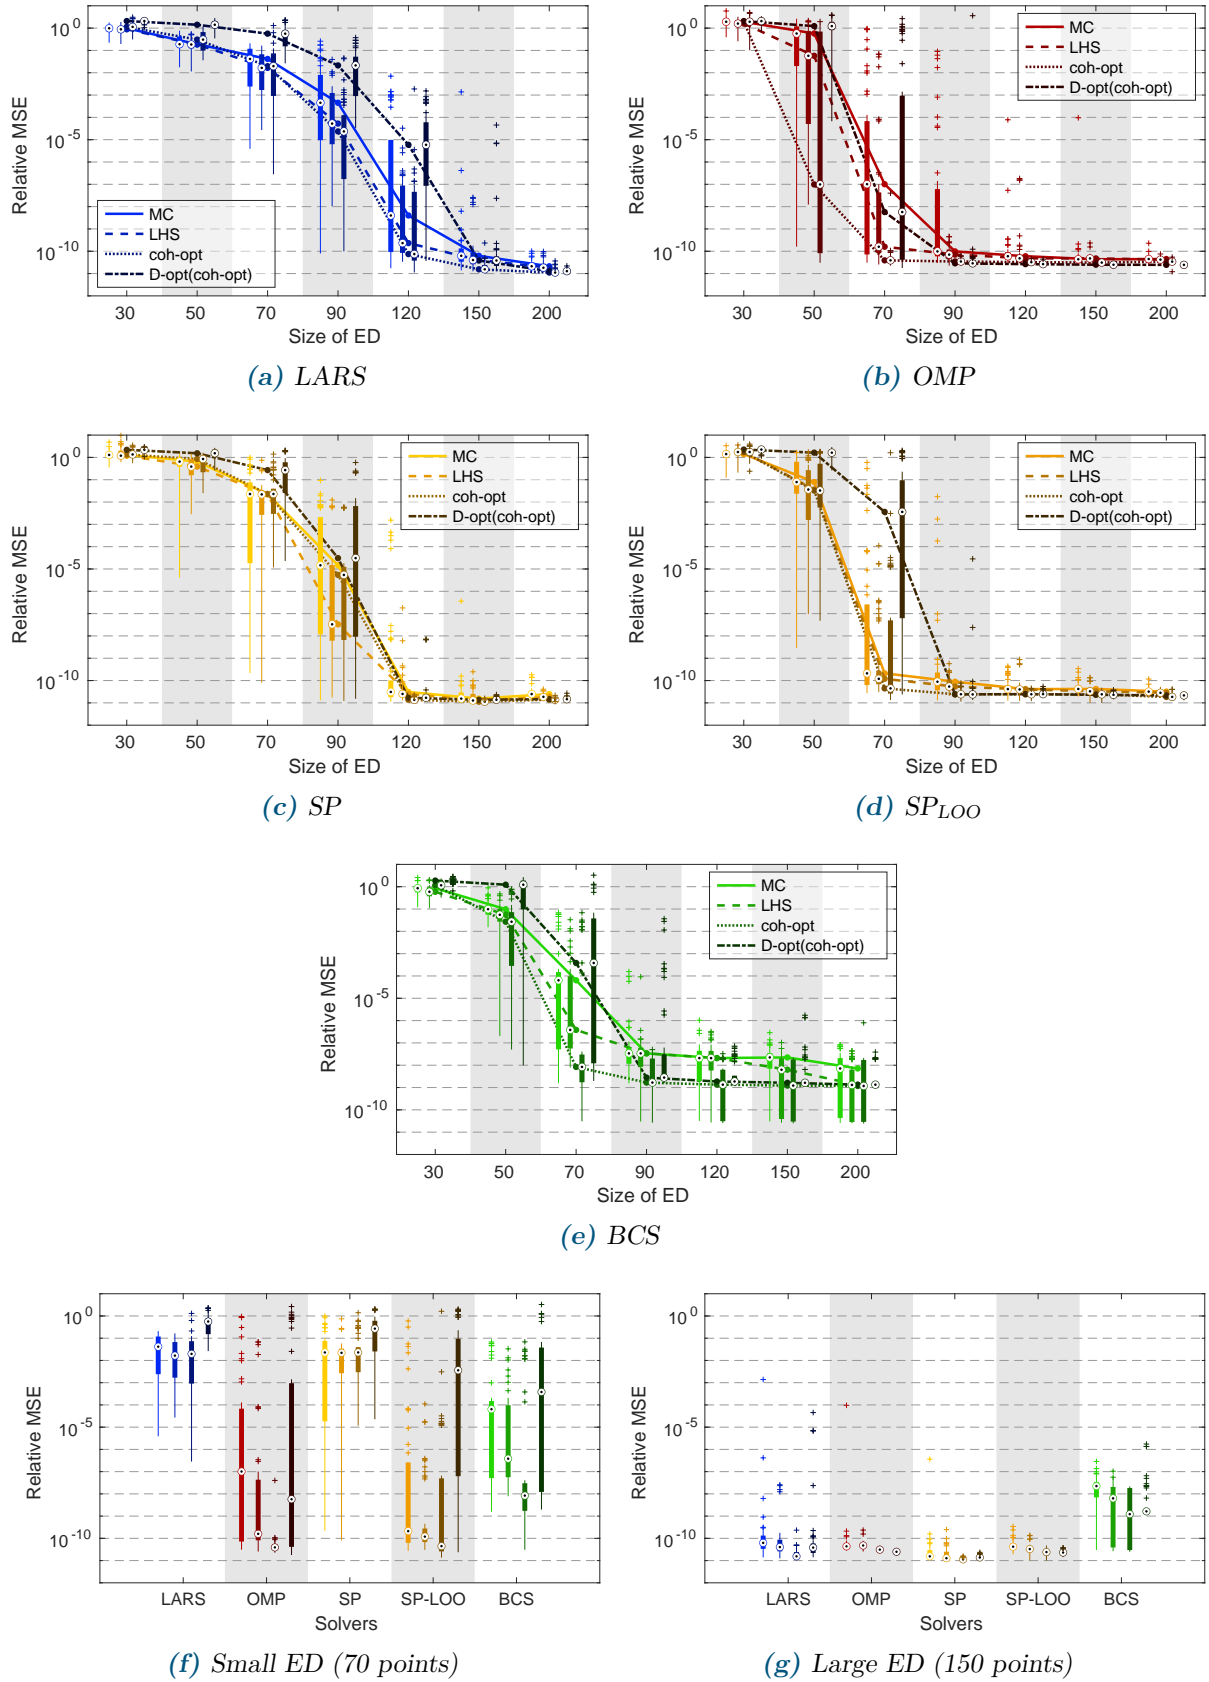 10^0
10^-5
10^-10
Relative MSE
MC
LHS
coh-opt
D-opt(coh-opt)
30 50 70 90 120 150 200
Size of ED
(a) LARS
10^0
10^-5
10^-10
Relative MSE
MC
LHS
coh-opt
D-opt(coh-opt)
30 50 70 90 120 150 200
Size of ED
(b) OMP
10^0
10^-5
10^-10
Relative MSE
MC
LHS
coh-opt
D-opt(coh-opt)
30 50 70 90 120 150 200
Size of ED
(c) SP
10^0
10^-5
10^-10
Relative MSE
MC
LHS
coh-opt
D-opt(coh-opt)
30 50 70 90 120 150 200
Size of ED
(d) SP_LOO
10^0
10^-5
10^-10
Relative MSE
MC
LHS
coh-opt
D-opt(coh-opt)
30 50 70 90 120 150 200
Size of ED
(e) BCS
10^0
10^-5
10^-10
Relative MSE
LARS OMP SP SP-LOO BCS
Solvers
(f) Small ED (70 points)
10^0
10^-5
10^-10
Relative MSE
LARS OMP SP SP-LOO BCS
Solvers
(g) Large ED (150 points)